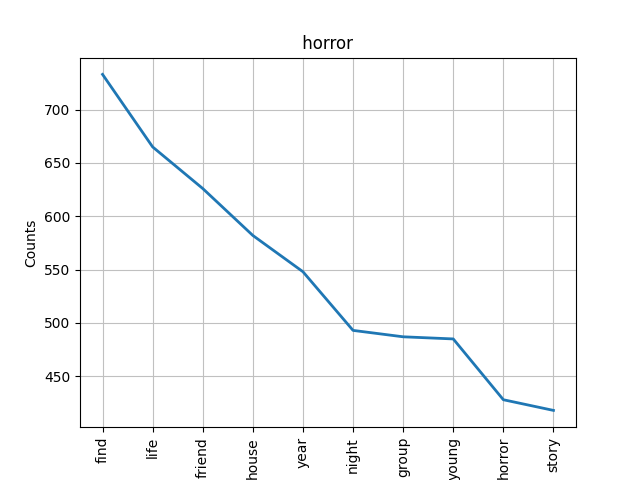 horror
Counts
700
650
600
550
500
450
find
life
friend
house
year
night
group
young
horror
story